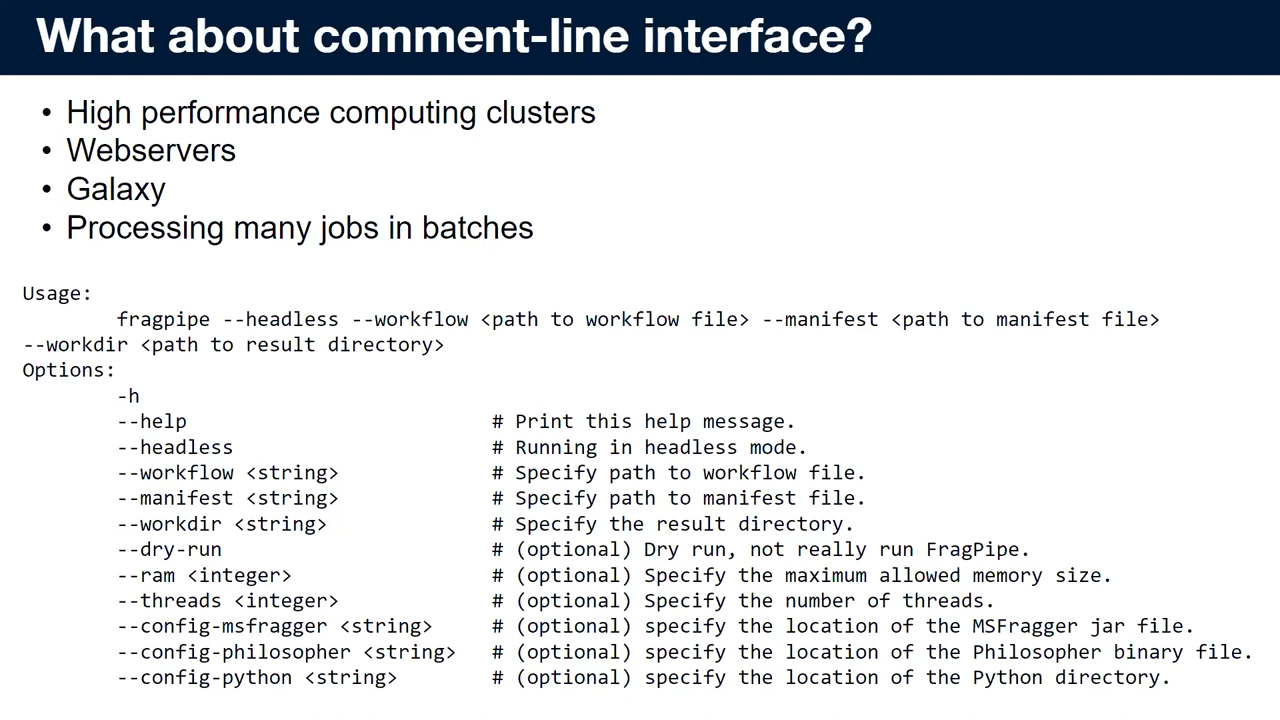 What about comment-line interface?
• High performance computing clusters
• Webservers
• Galaxy
• Processing many jobs in batches
Usage:
fragpipe --headless --workflow <path to workflow file> --manifest <path to manifest file>
--workdir <path to result directory>
Options:
-h
--help # Print this help message.
--headless # Running in headless mode.
--workflow <string> # Specify path to workflow file.
--manifest <string> # Specify path to manifest file.
--workdir <string> # Specify the result directory.
--dry-run # (optional) Dry run, not really run FragPipe.
--ram <integer> # (optional) Specify the maximum allowed memory size.
--threads <integer> # (optional) Specify the number of threads.
--config-msfragger <string> # (optional) specify the location of the MSFragger jar file.
--config-philosopher <string> # (optional) specify the location of the Philosopher binary file.
--config-python <string> # (optional) specify the location of the Python directory.